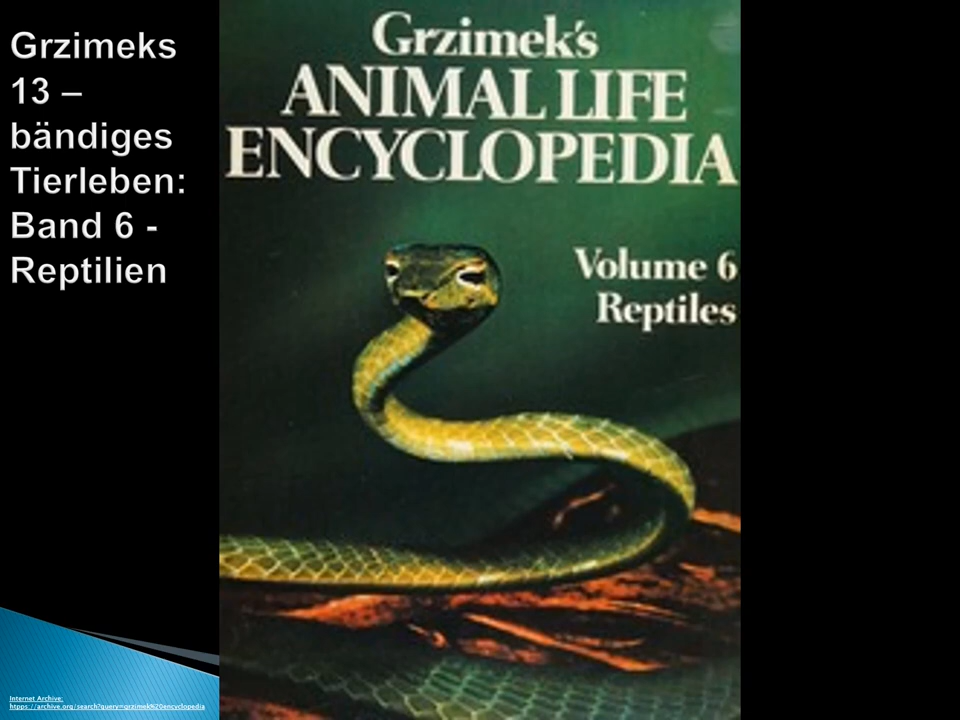 Grzimeks
13 –
bändiges
Tierleben:
Band 6 -
Reptilien
Grzimek's
ANIMAL LIFE
ENCYCLOPEDIA
Volume 6
Reptiles
Internet Archive:
htpps://archive.org/search?query=grzimek%20encyclopedia